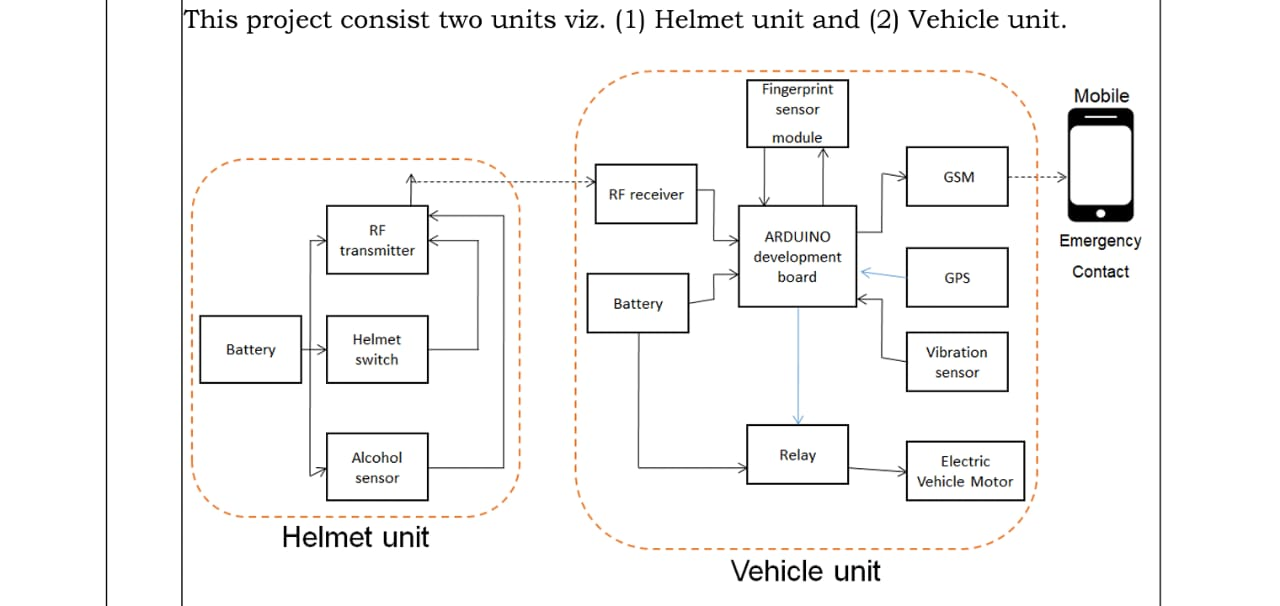 This project consist two units viz. (1) Helmet unit and (2) Vehicle unit.
Fingerprint
sensor
module
Mobile
RF receiver
GSM
RF
transmitter
ARDUINO
development
board
Emergency
Contact
GPS
Battery
Battery
Helmet
switch
Vibration
sensor
Alcohol
sensor
Relay
Electric
Vehicle Motor
Helmet unit
Vehicle unit